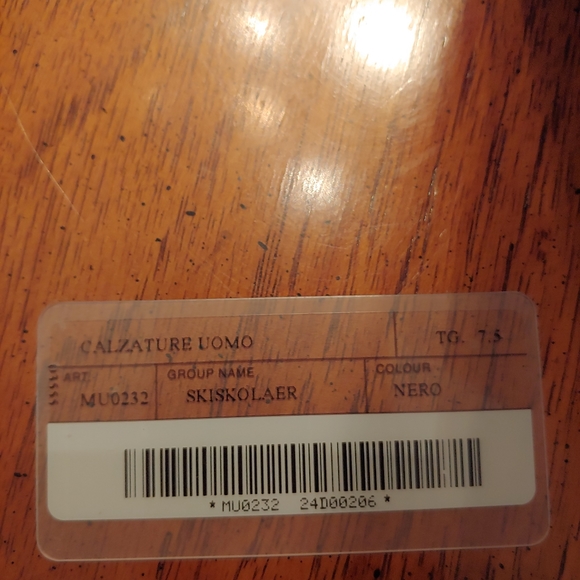 CALZATURE UOMO TG. 7.5
ART. GROUP NAME COLOUR
MU0232 SKISKOLAER NERO
*MU0232 24D00206*